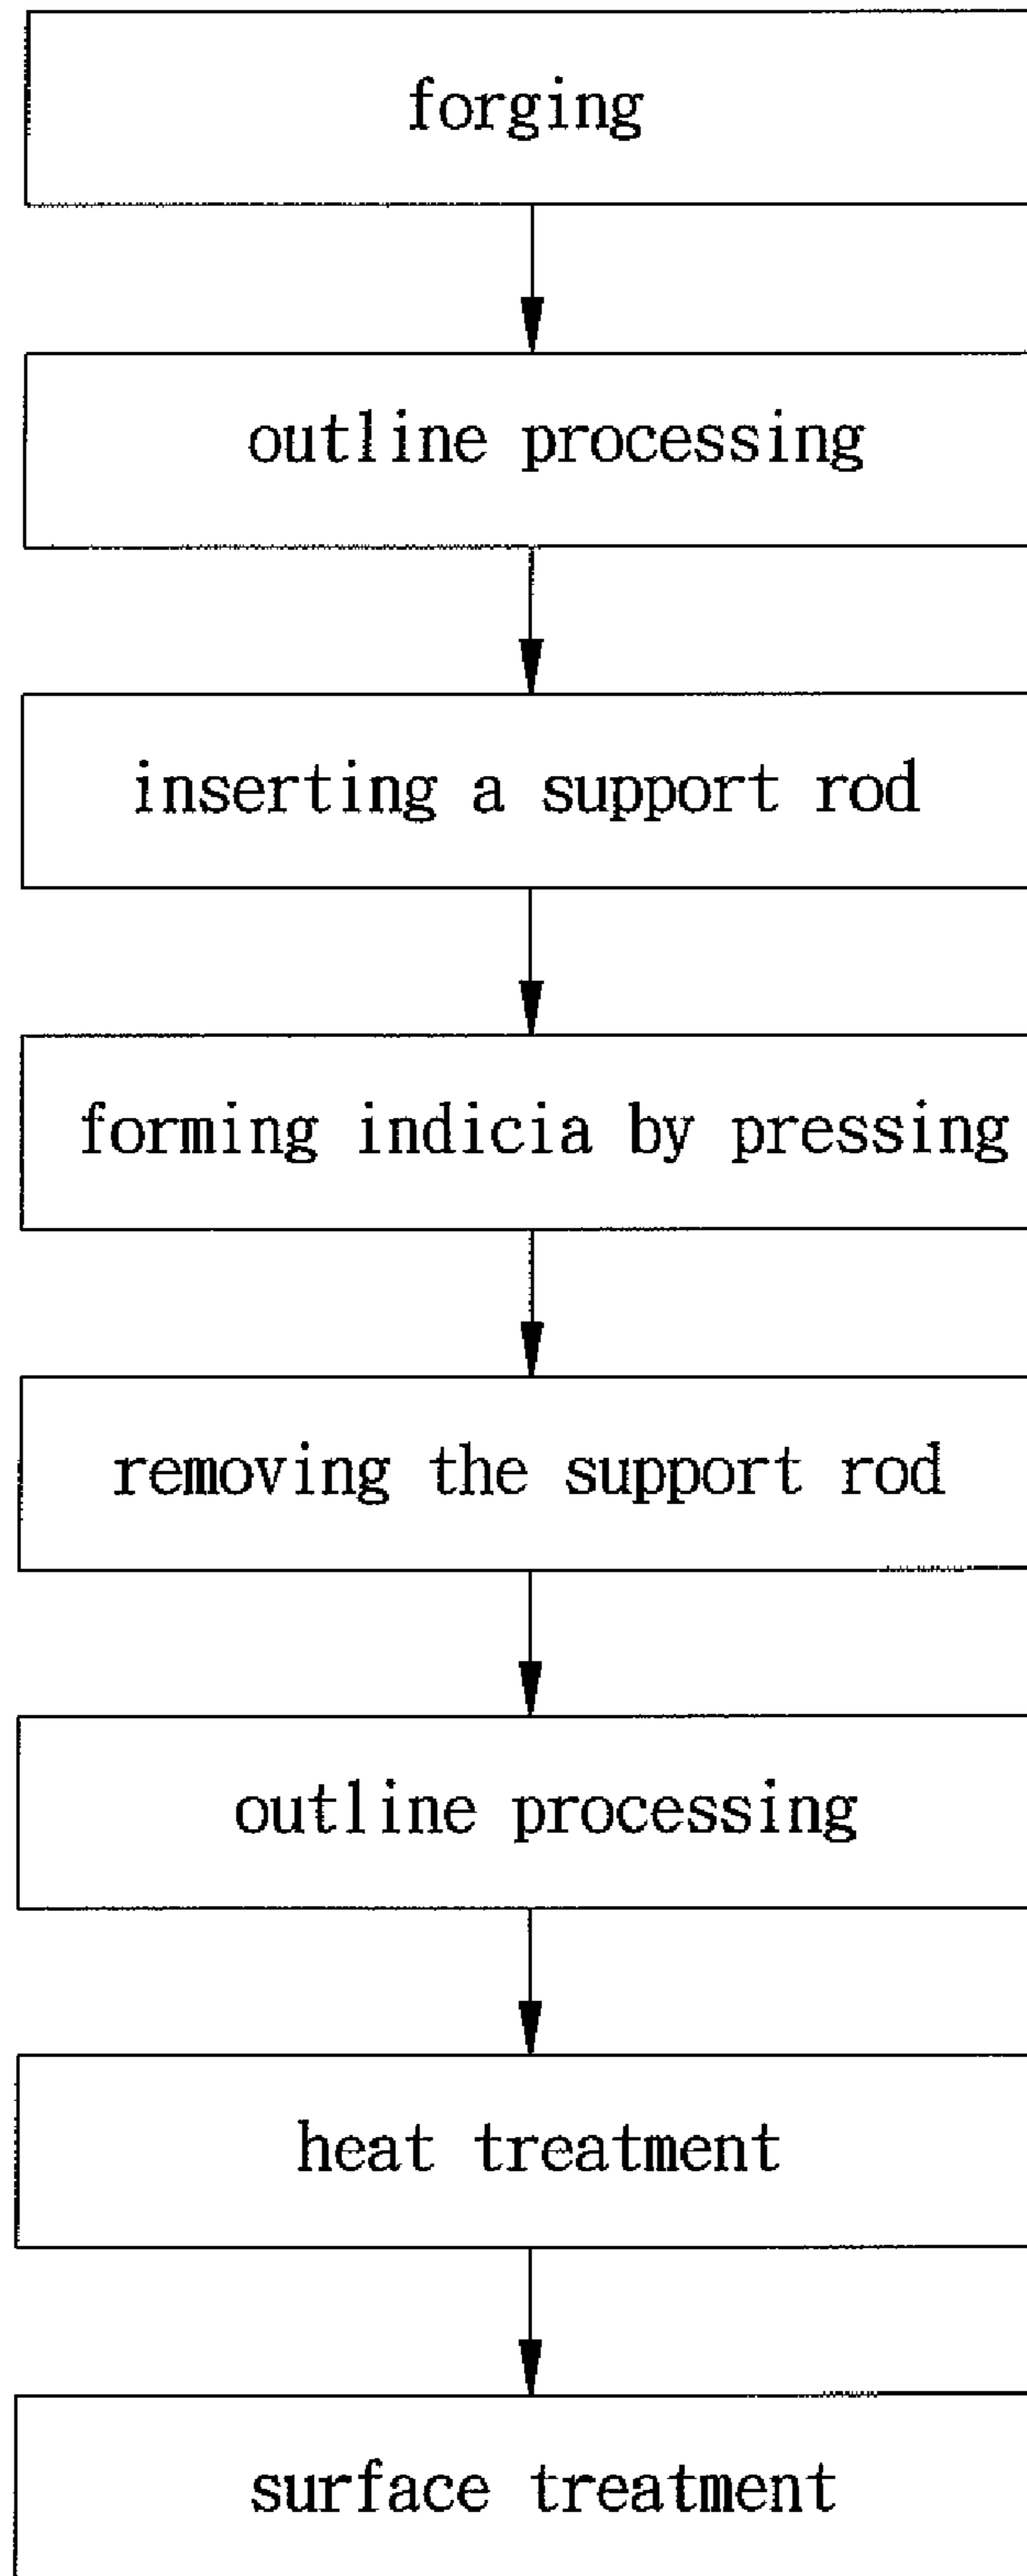 forging
outline processing
inserting a support rod
forming indicia by pressing
removing the support rod
outline processing
heat treatment
surface treatment